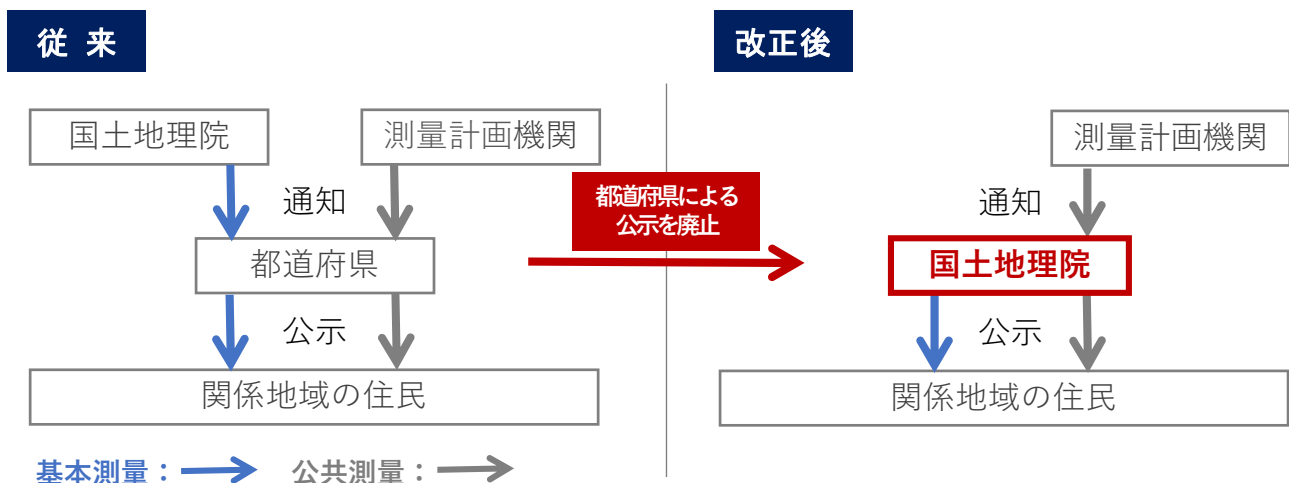 従 来
改正後
国土地理院
測量計画機関
測量計画機関
都道府県による
公示を廃止
通知
通知
都道府県
国土地理院
公示
公示
関係地域の住民
関係地域の住民
基本測量：
公共測量：